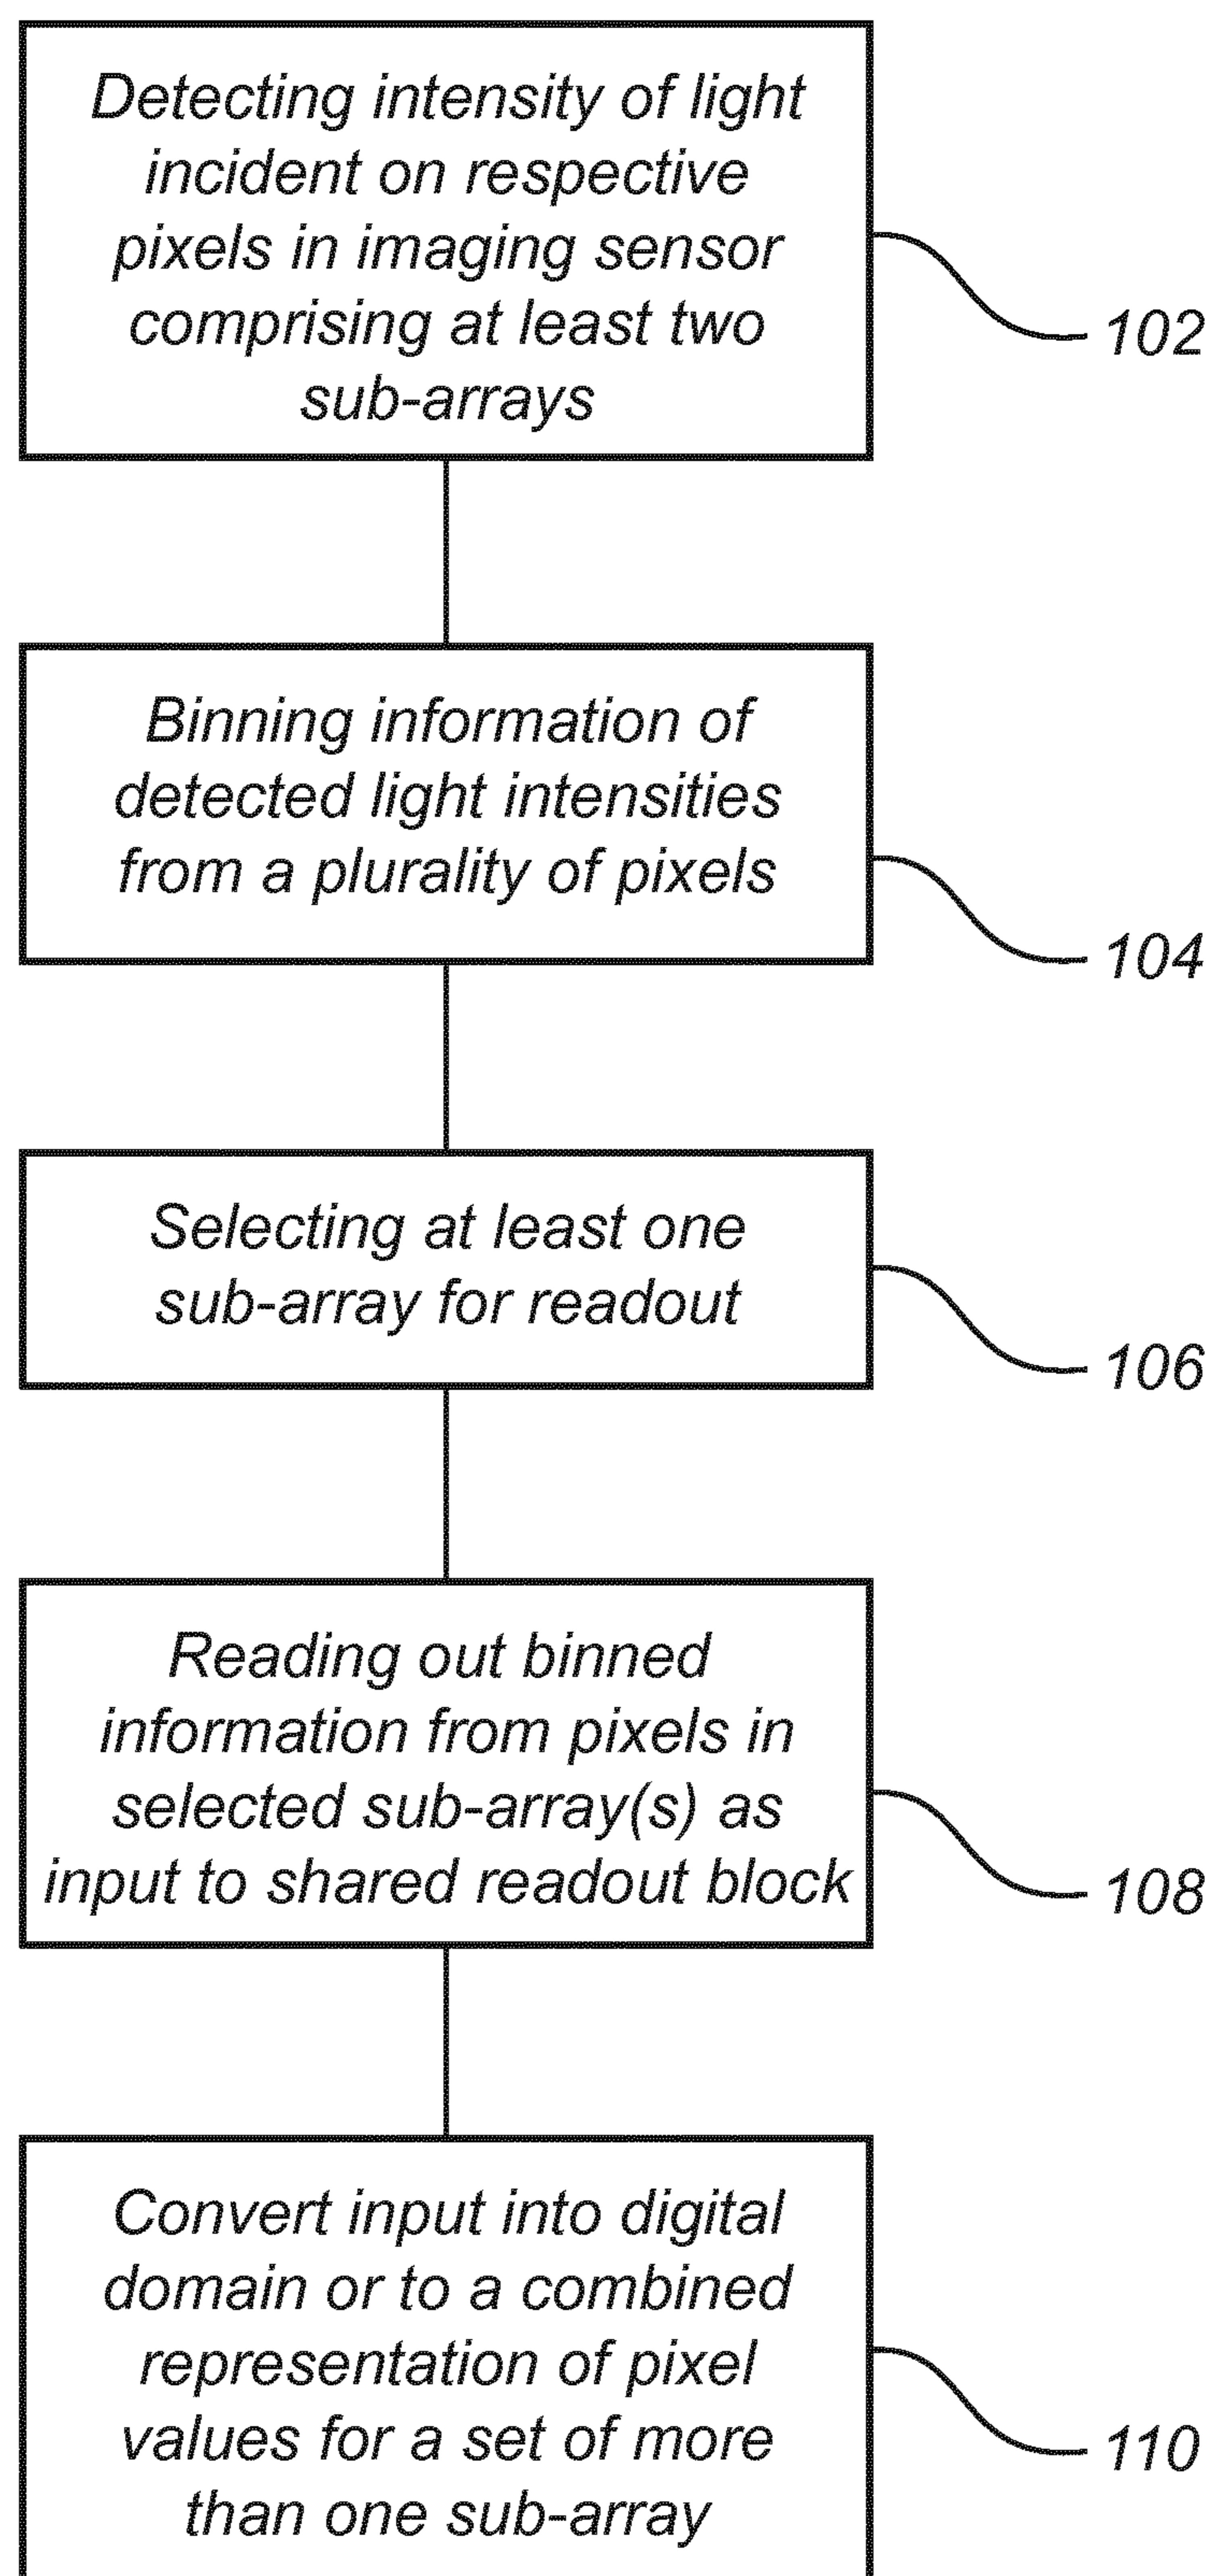 Detecting intensity of light
incident on respective
pixels in imaging sensor
comprising at least two
sub-arrays
102
Binning information of
detected light intensities
from a plurality of pixels
104
Selecting at least one
sub-array for readout
106
Reading out binned
information from pixels in
selected sub-array(s) as
input to shared readout block
108
Convert input into digital
domain or to a combined
representation of pixel
values for a set of more
than one sub-array
110